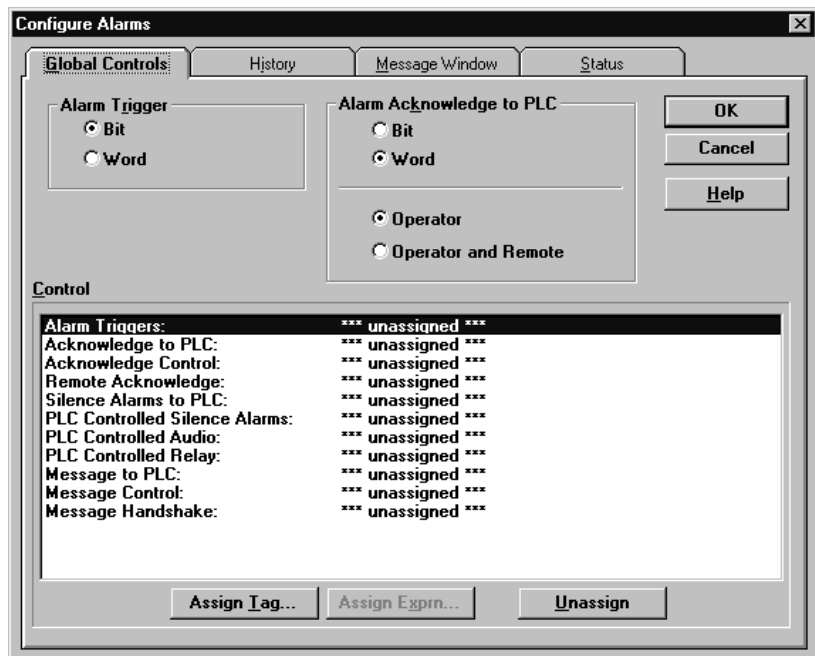 Configure Alarms
Global Controls
History
Message Window
Status
Alarm Trigger
Bit
Word
Alarm Acknowledge to PLC
Bit
Word
Operator
Operator and Remote
OK
Cancel
Help
Control
Alarm Triggers: *** unassigned ***
Acknowledge to PLC: *** unassigned ***
Acknowledge Control: *** unassigned ***
Remote Acknowledge: *** unassigned ***
Silence Alarms to PLC: *** unassigned ***
PLC Controlled Silence Alarms: *** unassigned ***
PLC Controlled Audio: *** unassigned ***
PLC Controlled Relay: *** unassigned ***
Message to PLC: *** unassigned ***
Message Control: *** unassigned ***
Message Handshake: *** unassigned ***
Assign Tag... Assign Exprn... Unassign